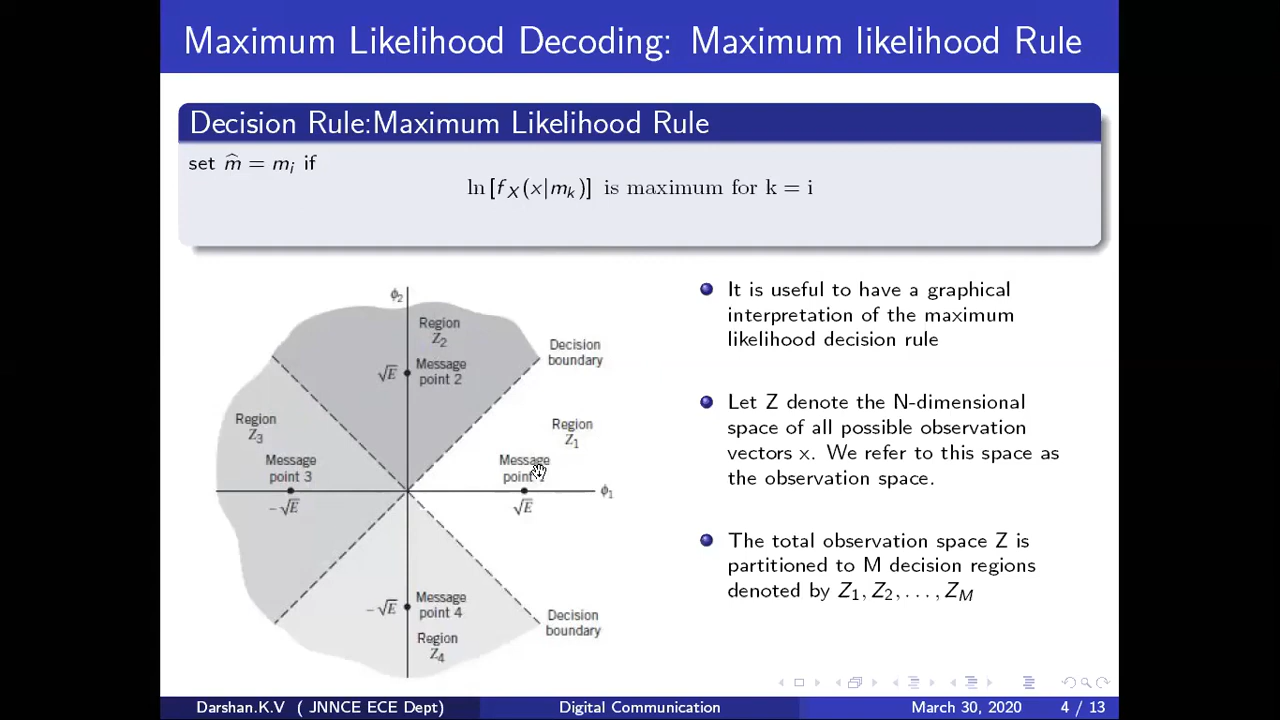 Maximum Likelihood Decoding: Maximum likelihood Rule
Decision Rule:Maximum Likelihood Rule
set m̂ = mᵢ if
ln [f_X(x|m_k)] is maximum for k = i
ϕ₂
Region
Z₂
√E
Message
point 2
Decision
boundary
Region
Z₃
Region
Z₁
Message
point 3
Message
point
ϕ₁
−√E
√E
−√E
Message
point 4
Region
Z₄
Decision
boundary
It is useful to have a graphical
interpretation of the maximum
likelihood decision rule
Let Z denote the N-dimensional
space of all possible observation
vectors x. We refer to this space as
the observation space.
The total observation space Z is
partitioned to M decision regions
denoted by Z₁, Z₂, . . . , Z_M
Darshan.K.V ( JNNCE ECE Dept)
Digital Communication
March 30, 2020
4 / 13